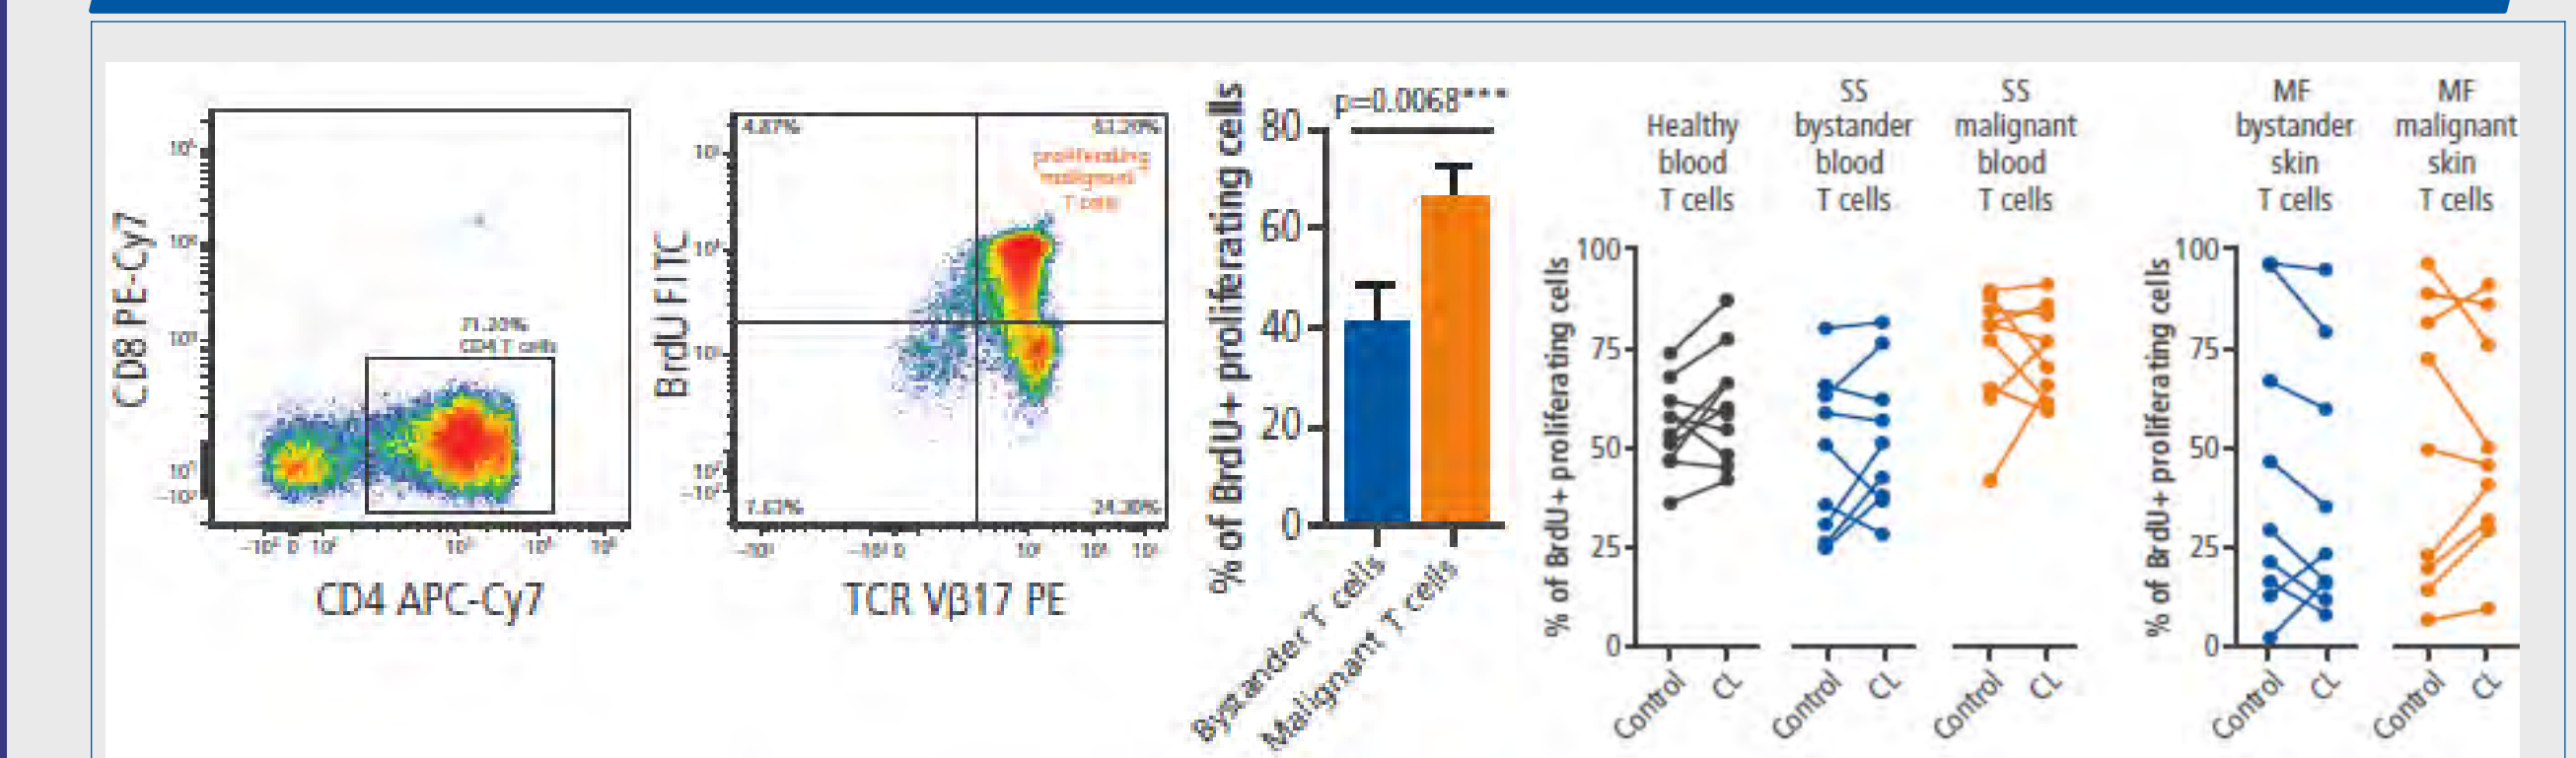 CD8 PE-Cy7
71.20%
CD4 T cells
CD4 APC-Cy7
BrdU FITC
4.87%
proliferating
malignant
T cells
24.30%
TCR Vβ17 PE
% of BrdU+ proliferating cells
p=0.0068***
80
60
40
20
0
Bystander T cells
Malignant T cells
% of BrdU+ proliferating cells
100
75
50
25
0
Healthy
blood
T cells
Control
CL
SS
bystander
blood
T cells
Control
CL
SS
malignant
blood
T cells
Control
CL
% of BrdU+ proliferating cells
100
75
50
25
0
MF
bystander
skin
T cells
Control
CL
MF
malignant
skin
T cells
Control
CL